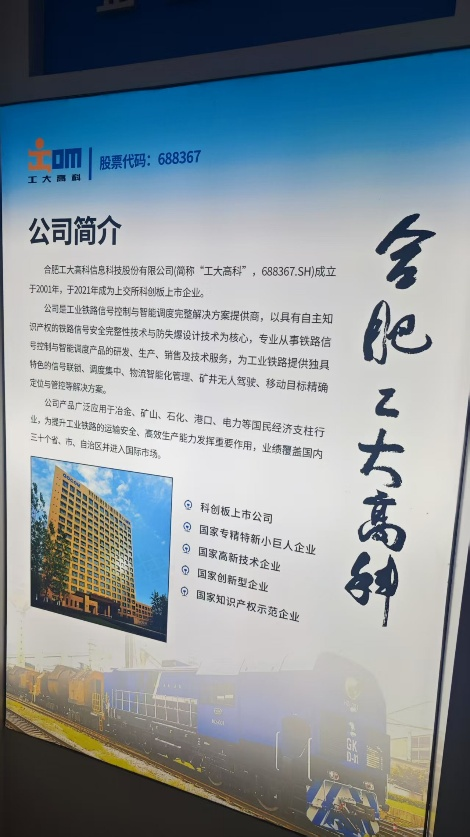 工大高科
股票代码：688367
公司简介
合肥工大高科信息科技股份有限公司(简称“工大高科”，688367.SH)成立
于2001年，于2021年成为上交所科创板上市企业。
公司是工业铁路信号控制与智能调度完整解决方案提供商，以具有自主知
识产权的铁路信号安全完整性技术与防失爆设计技术为核心，专业从事铁路信
号控制与智能调度产品的研发、生产、销售及技术服务，为工业铁路提供独具
特色的信号联锁、调度集中、物流智能化管理、矿井无人驾驶、移动目标精确
定位与管控等解决方案。
公司产品广泛应用于冶金、矿山、石化、港口、电力等国民经济支柱行
业，为提升工业铁路的运输安全、高效生产能力发挥重要作用，业绩覆盖国内
三十个省、市、自治区并进入国际市场。
合肥工大高科
科创板上市公司
国家专精特新小巨人企业
国家高新技术企业
国家创新型企业
国家知识产权示范企业
GK